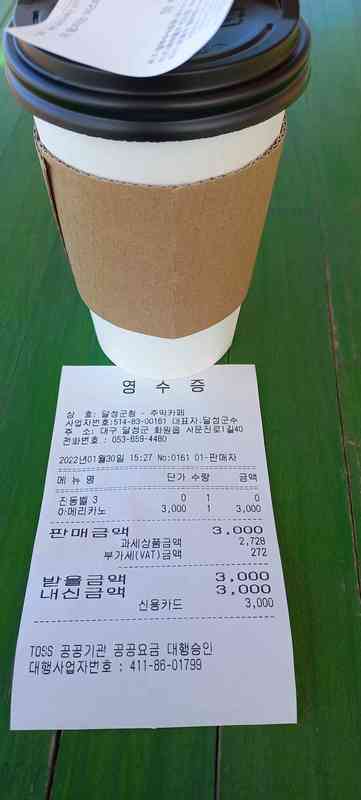 영 수 증
상 호: 달성군청 - 주막카페
사업자번호:514-83-00161 대표자:달성군수
주 소: 대구 달성군 화원읍 사문진로1길40
전화번호 : 053-659-4480
2022년01월30일 15:27 No:0161 01-판매자
메뉴 명 단가 수량 금액
진동벨 3 0 1 0
아메리카노 3,000 1 3,000
판매금액 3,000
과세상품금액 2,728
부가세(VAT)금액 272
받을금액 3,000
내신금액 3,000
신용카드 3,000
TOSS 공공기관 공공요금 대행승인
대행사업자번호 : 411-86-01799